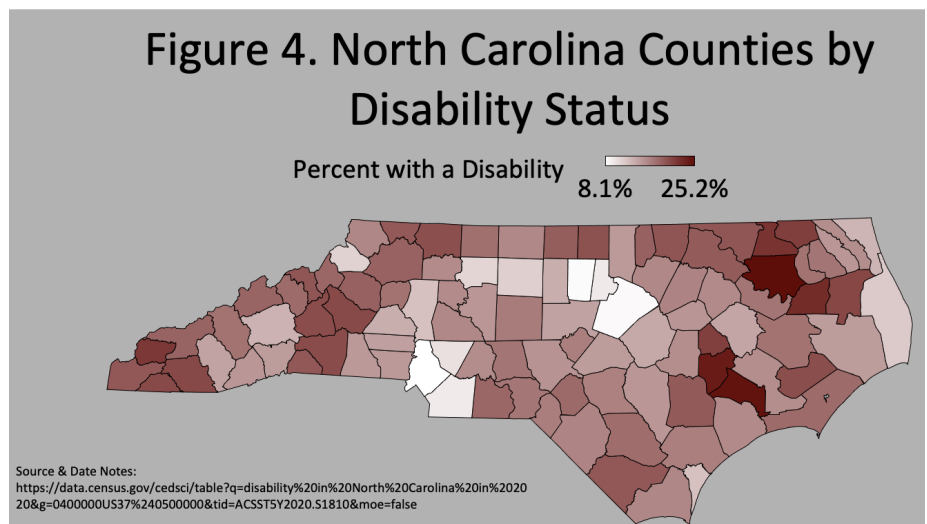 Figure 4. North Carolina Counties by
Disability Status
Percent with a Disability
8.1% 25.2%
Source & Date Notes:
https://data.census.gov/cedsci/table?q=disability%20in%20North%20Carolina%20in%2020
20&g=0400000US37%240500000&tid=ACSST5Y2020.S1810&moe=false